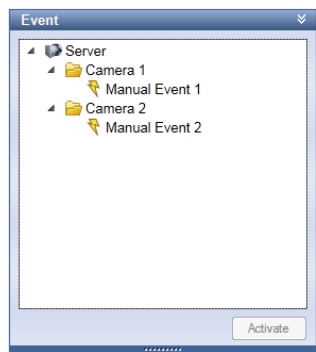 Event
Server
Camera 1
Manual Event 1
Camera 2
Manual Event 2
Activate